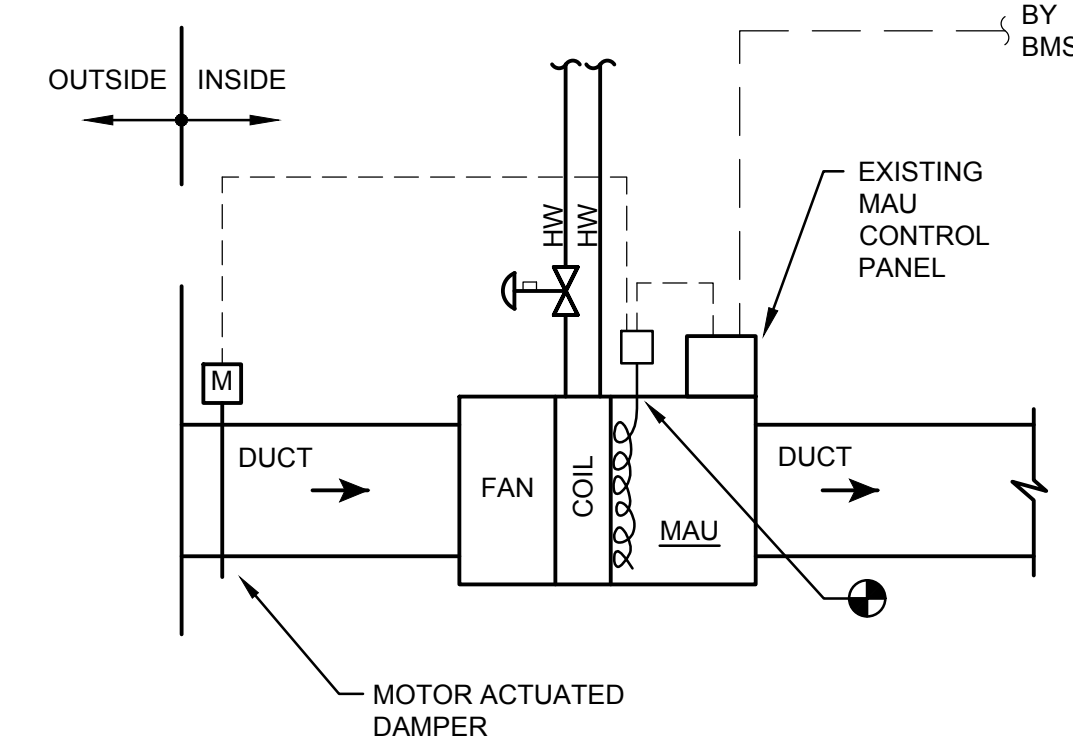 BY
BMS
OUTSIDE
INSIDE
EXISTING
MAU
CONTROL
PANEL
HW
HW
M
DUCT
FAN
COIL
MAU
DUCT
MOTOR ACTUATED
DAMPER